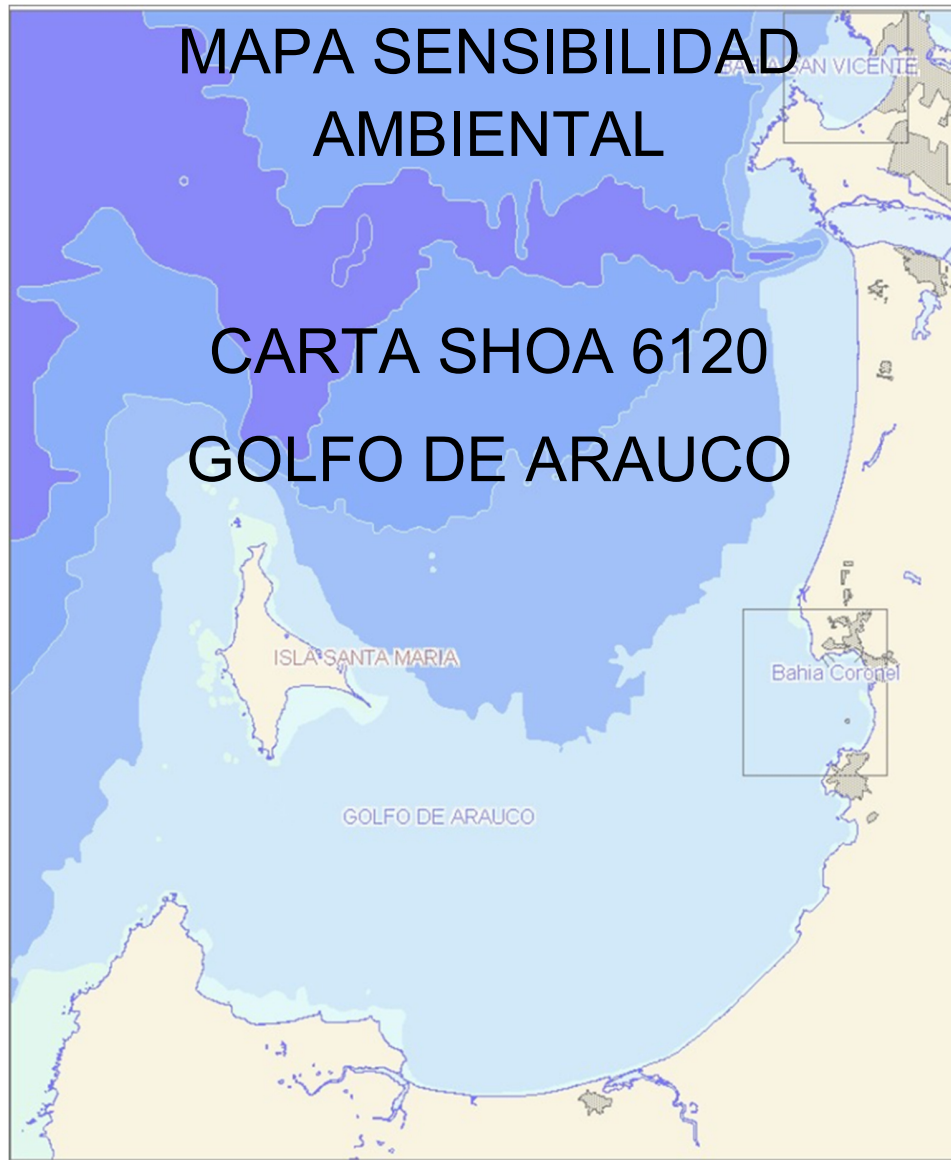 MAPA SENSIBILIDAD
BAHIA SAN VICENTE
AMBIENTAL
CARTA SHOA 6120
GOLFO DE ARAUCO
ISLA SANTA MARIA
Bahia Coronel
GOLFO DE ARAUCO